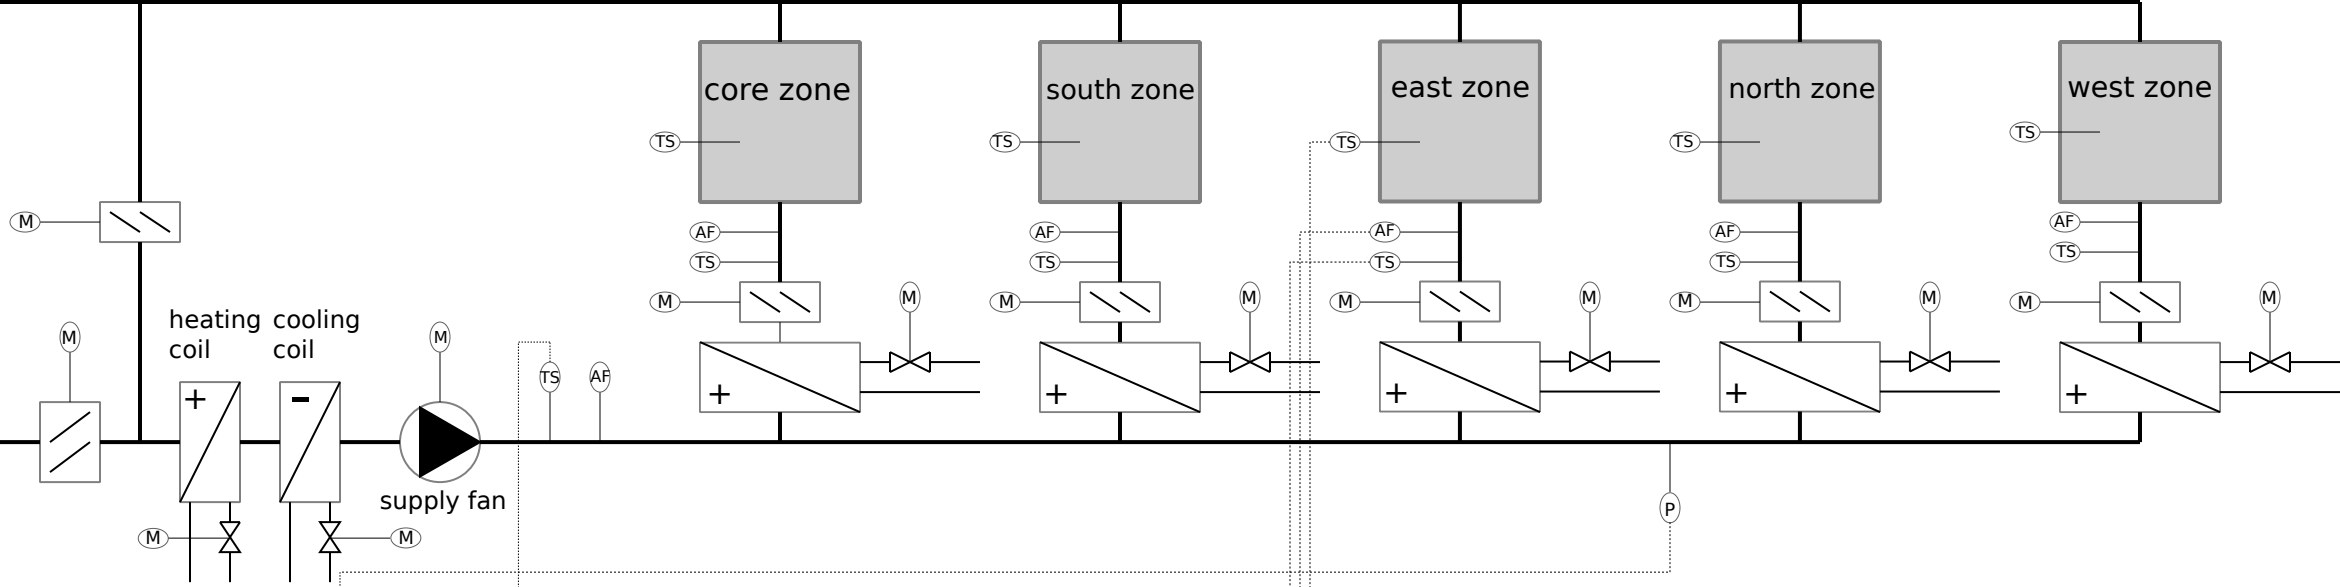 core zone
south zone
east zone
north zone
west zone
TS
TS
TS
TS
TS
M
AF
AF
AF
AF
AF
TS
TS
TS
TS
TS
M
M
M
M
M
M
M
M
M
M
heating
coil
cooling
coil
M
M
TS
AF
+
-
+
+
+
+
+
supply fan
P
M
M